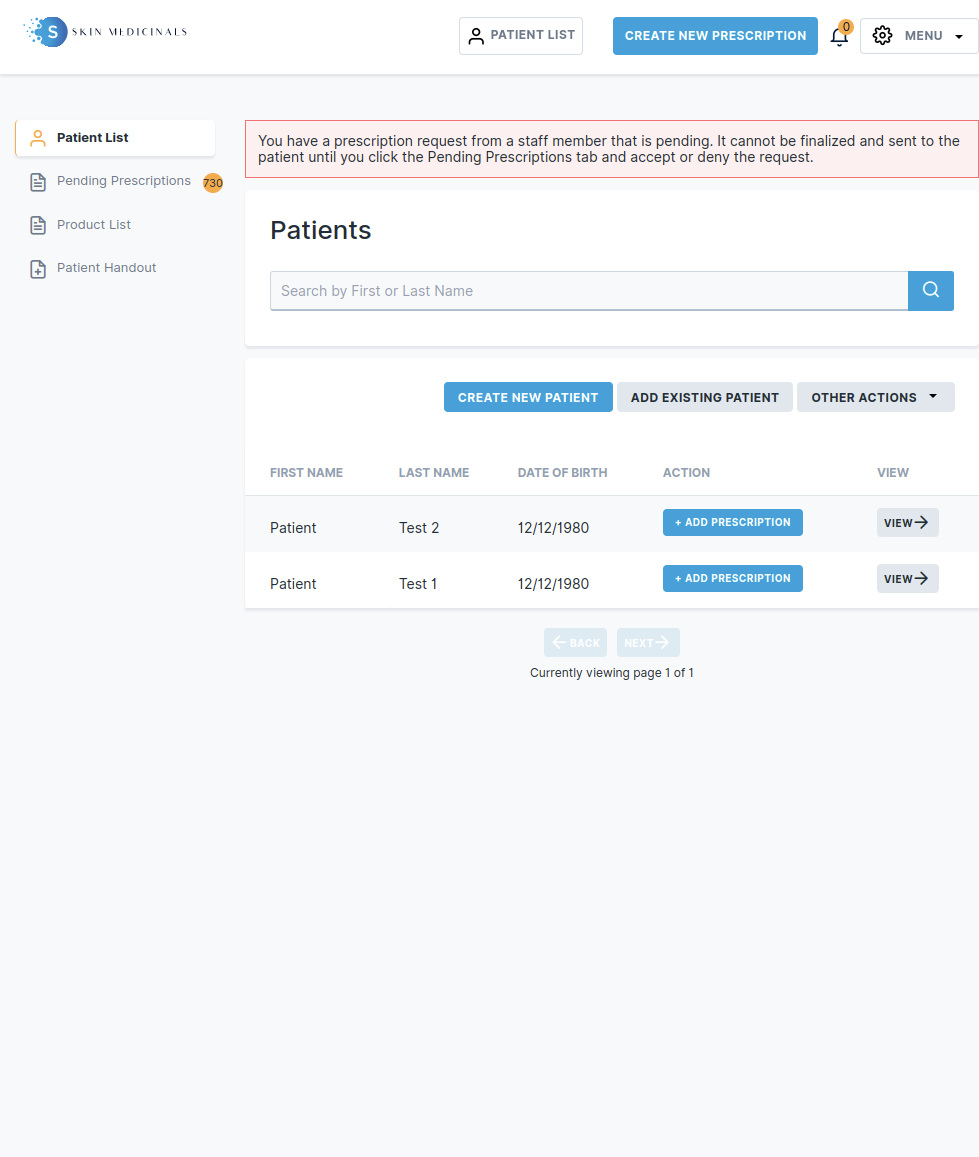 S SKIN MEDICINALS
PATIENT LIST
CREATE NEW PRESCRIPTION
0
MENU
Patient List
Pending Prescriptions 730
Product List
Patient Handout
You have a prescription request from a staff member that is pending. It cannot be finalized and sent to the
patient until you click the Pending Prescriptions tab and accept or deny the request.
Patients
Search by First or Last Name
CREATE NEW PATIENT ADD EXISTING PATIENT OTHER ACTIONS
FIRST NAME LAST NAME DATE OF BIRTH ACTION VIEW
Patient Test 2 12/12/1980 + ADD PRESCRIPTION VIEW
Patient Test 1 12/12/1980 + ADD PRESCRIPTION VIEW
BACK NEXT
Currently viewing page 1 of 1